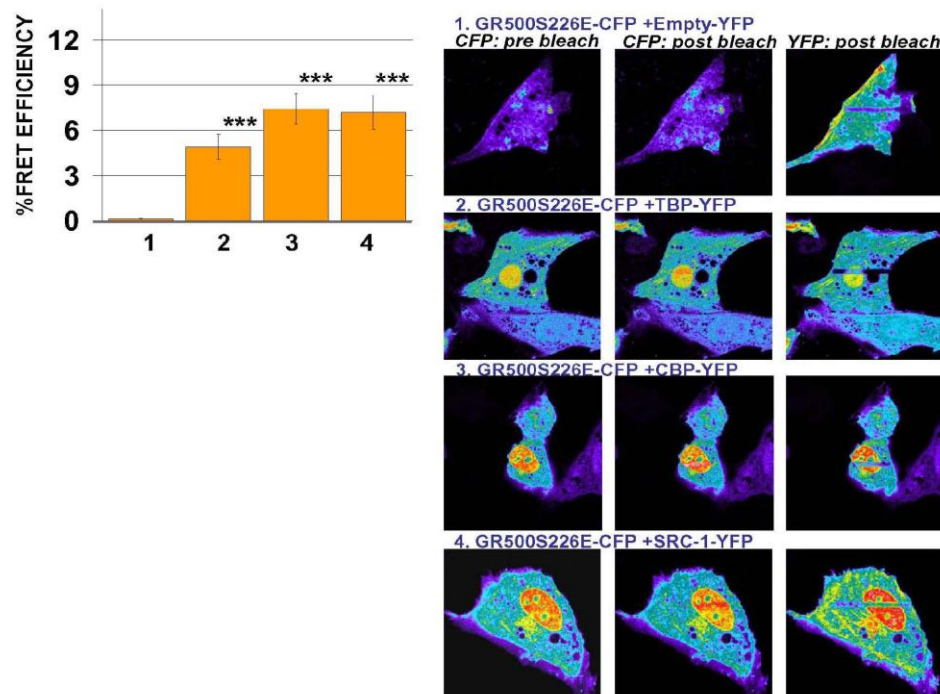 %FRET EFFICIENCY
12
9
6
3
0
***
***
***
1 2 3 4
1. GR500S226E-CFP +Empty-YFP
CFP: pre bleach CFP: post bleach YFP: post bleach
2. GR500S226E-CFP +TBP-YFP
3. GR500S226E-CFP +CBP-YFP
4. GR500S226E-CFP +SRC-1-YFP